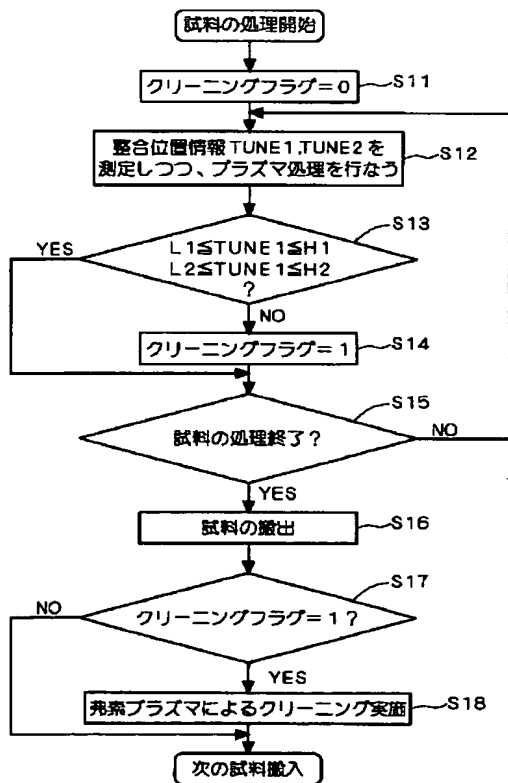 試料の処理開始
クリーニングフラグ=0
S11
整合位置情報TUNE1,TUNE2を
測定しつつ、プラズマ処理を行なう
S12
S13
YES
L1≦TUNE1≦H1
L2≦TUNE1≦H2
?
NO
クリーニングフラグ=1
S14
S15
試料の処理終了?
NO
YES
試料の搬出
S16
S17
NO
クリーニングフラグ=1?
YES
素プラズマによるクリーニング実施
S18
次の試料搬入